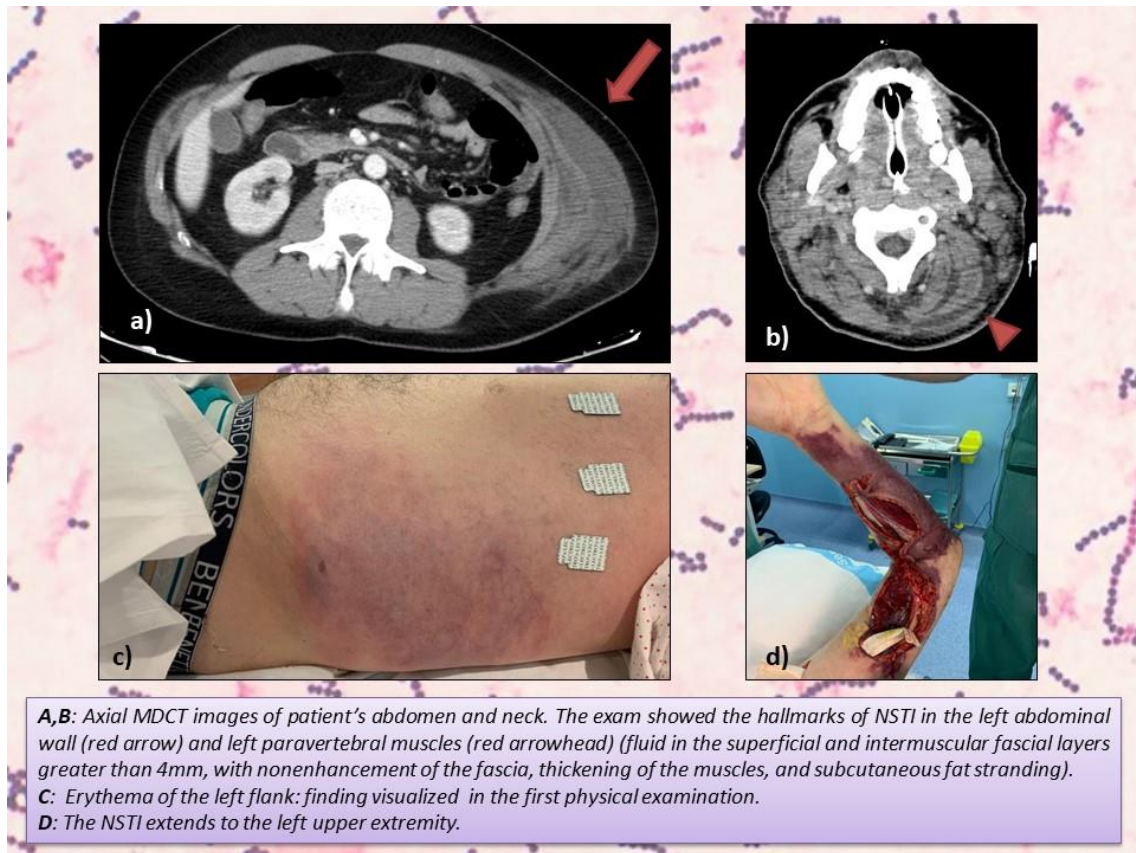 a)
b)
NDERCOLORS
BENE
c)
d)
A,B: Axial MDCT images of patient's abdomen and neck. The exam showed the hallmarks of NSTI in the left abdominal
wall (red arrow) and left paravertebral muscles (red arrowhead) (fluid in the superficial and intermuscular fascial layers
greater than 4mm, with nonenhancement of the fascia, thickening of the muscles, and subcutaneous fat stranding).
C: Erythema of the left flank: finding visualized in the first physical examination.
D: The NSTI extends to the left upper extremity.